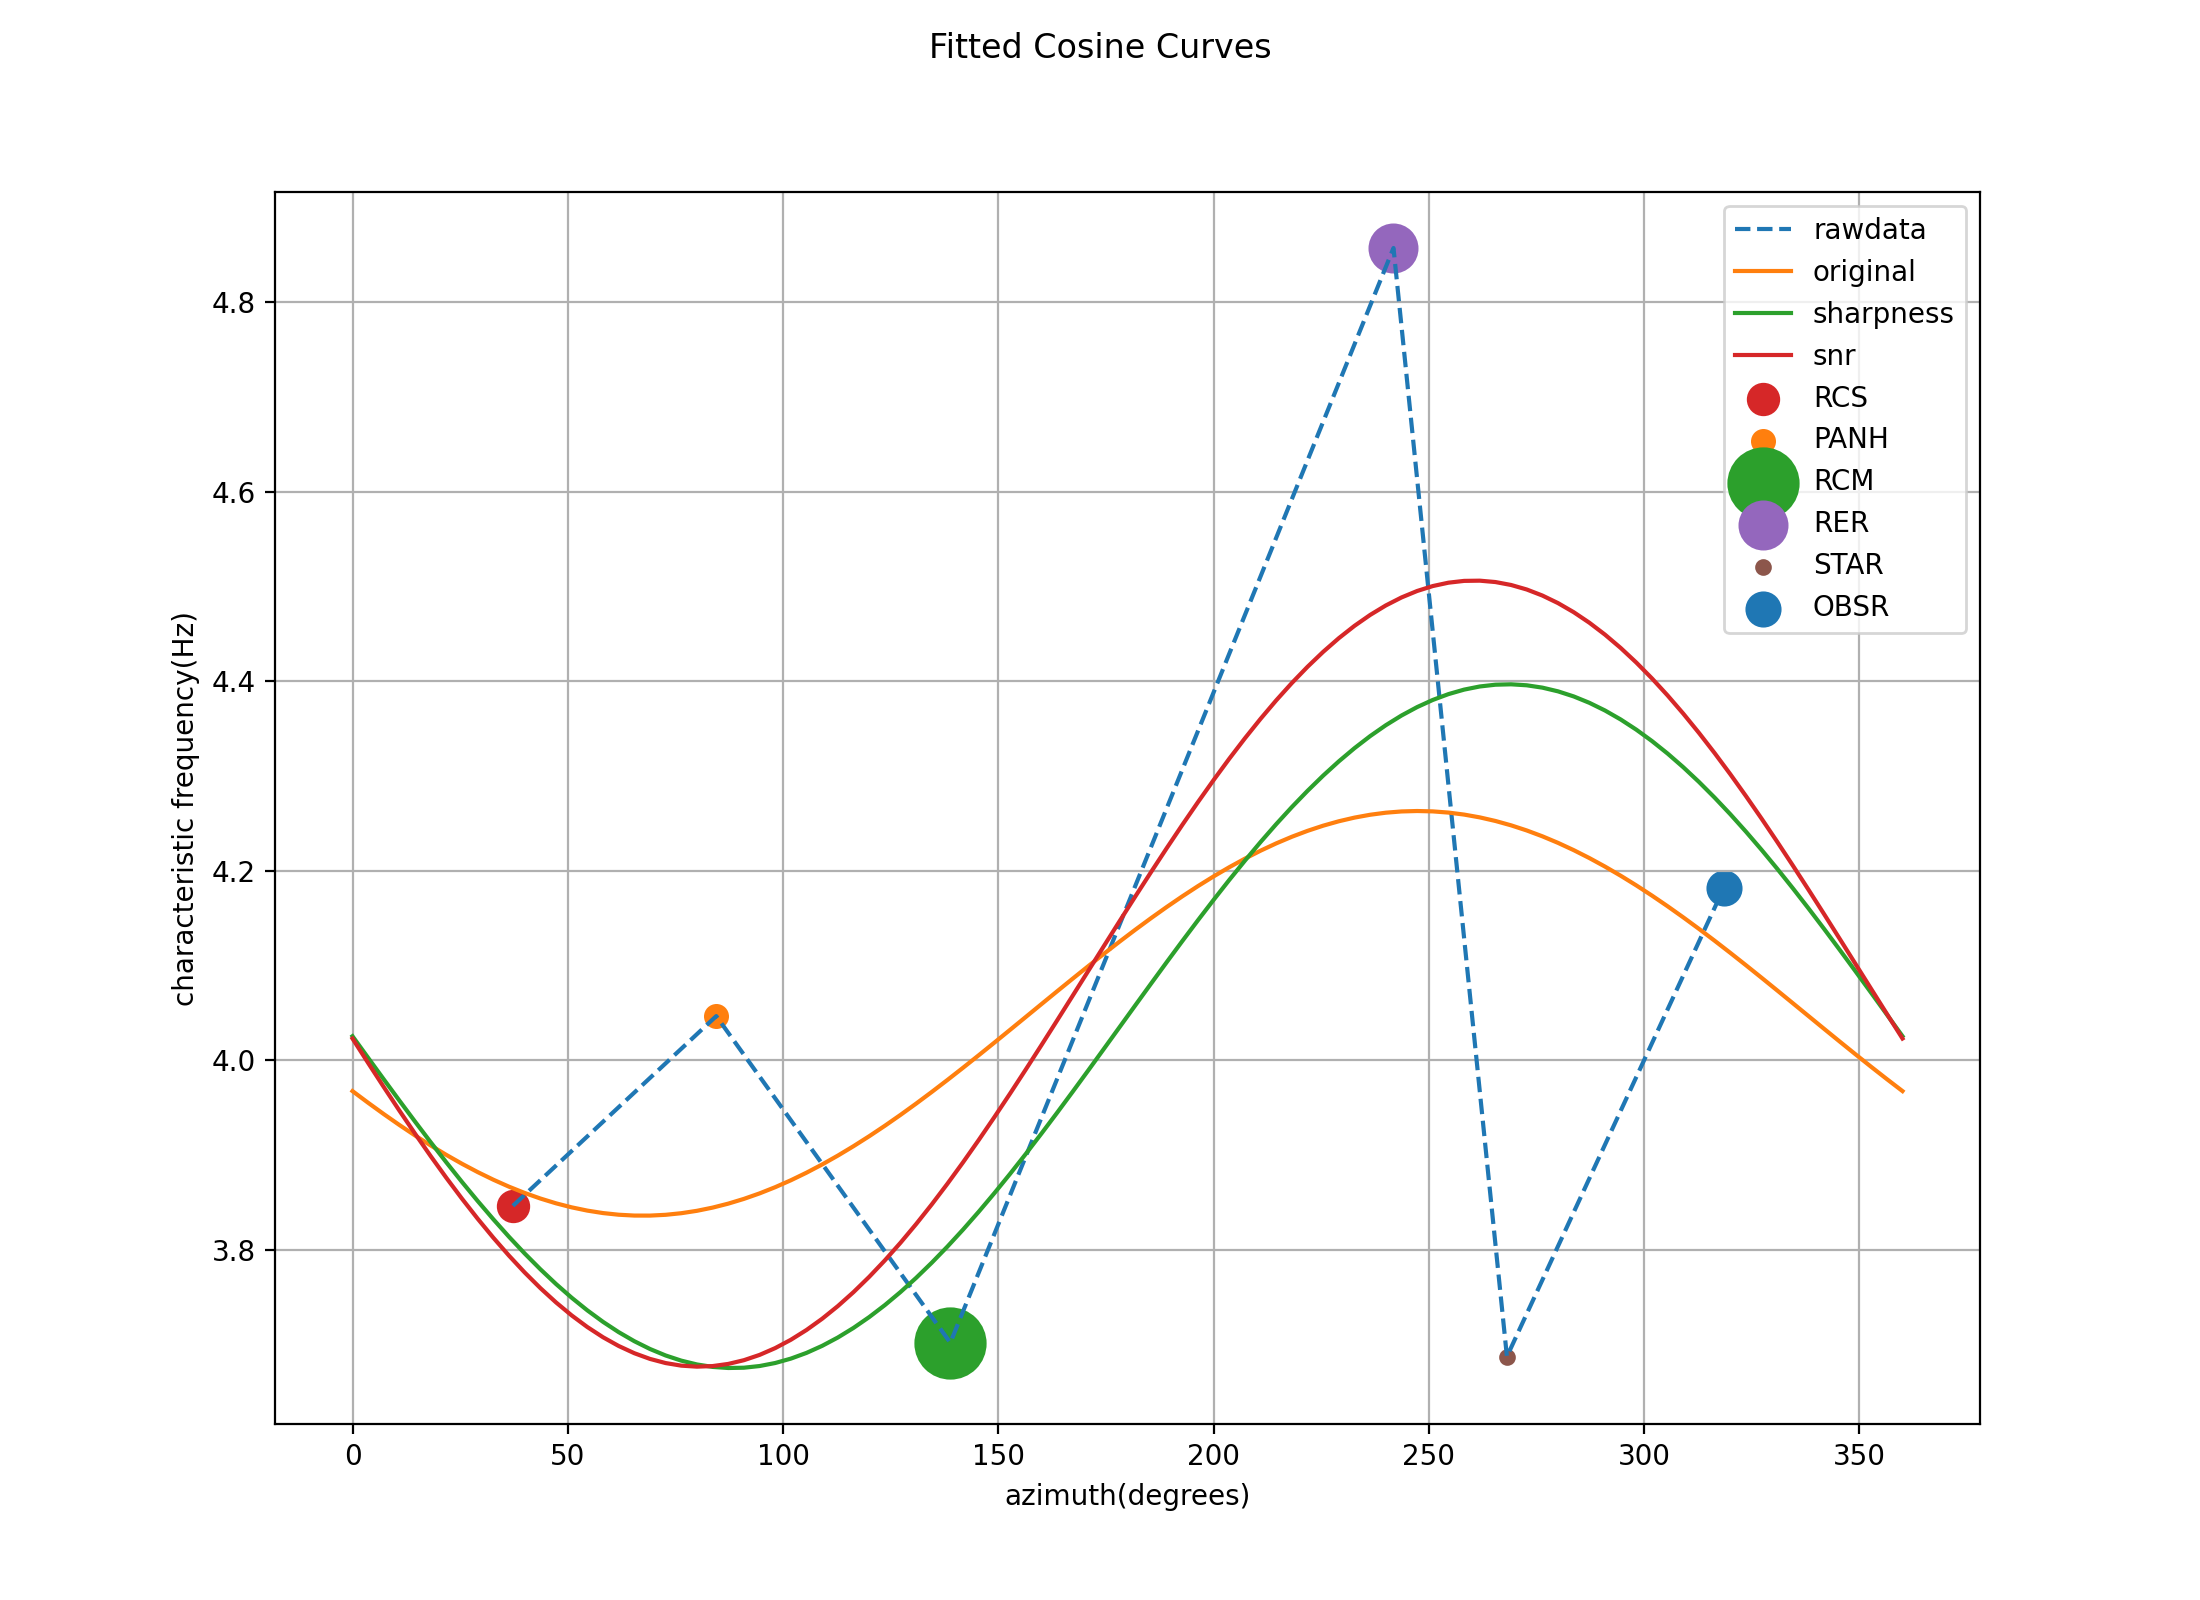 Fitted Cosine Curves
characteristic frequency(Hz)
4.8
4.6
4.4
4.2
4.0
3.8
0 50 100 150 200 250 300 350
azimuth(degrees)
rawdata
original
sharpness
snr
RCS
PANH
RCM
RER
STAR
OBSR